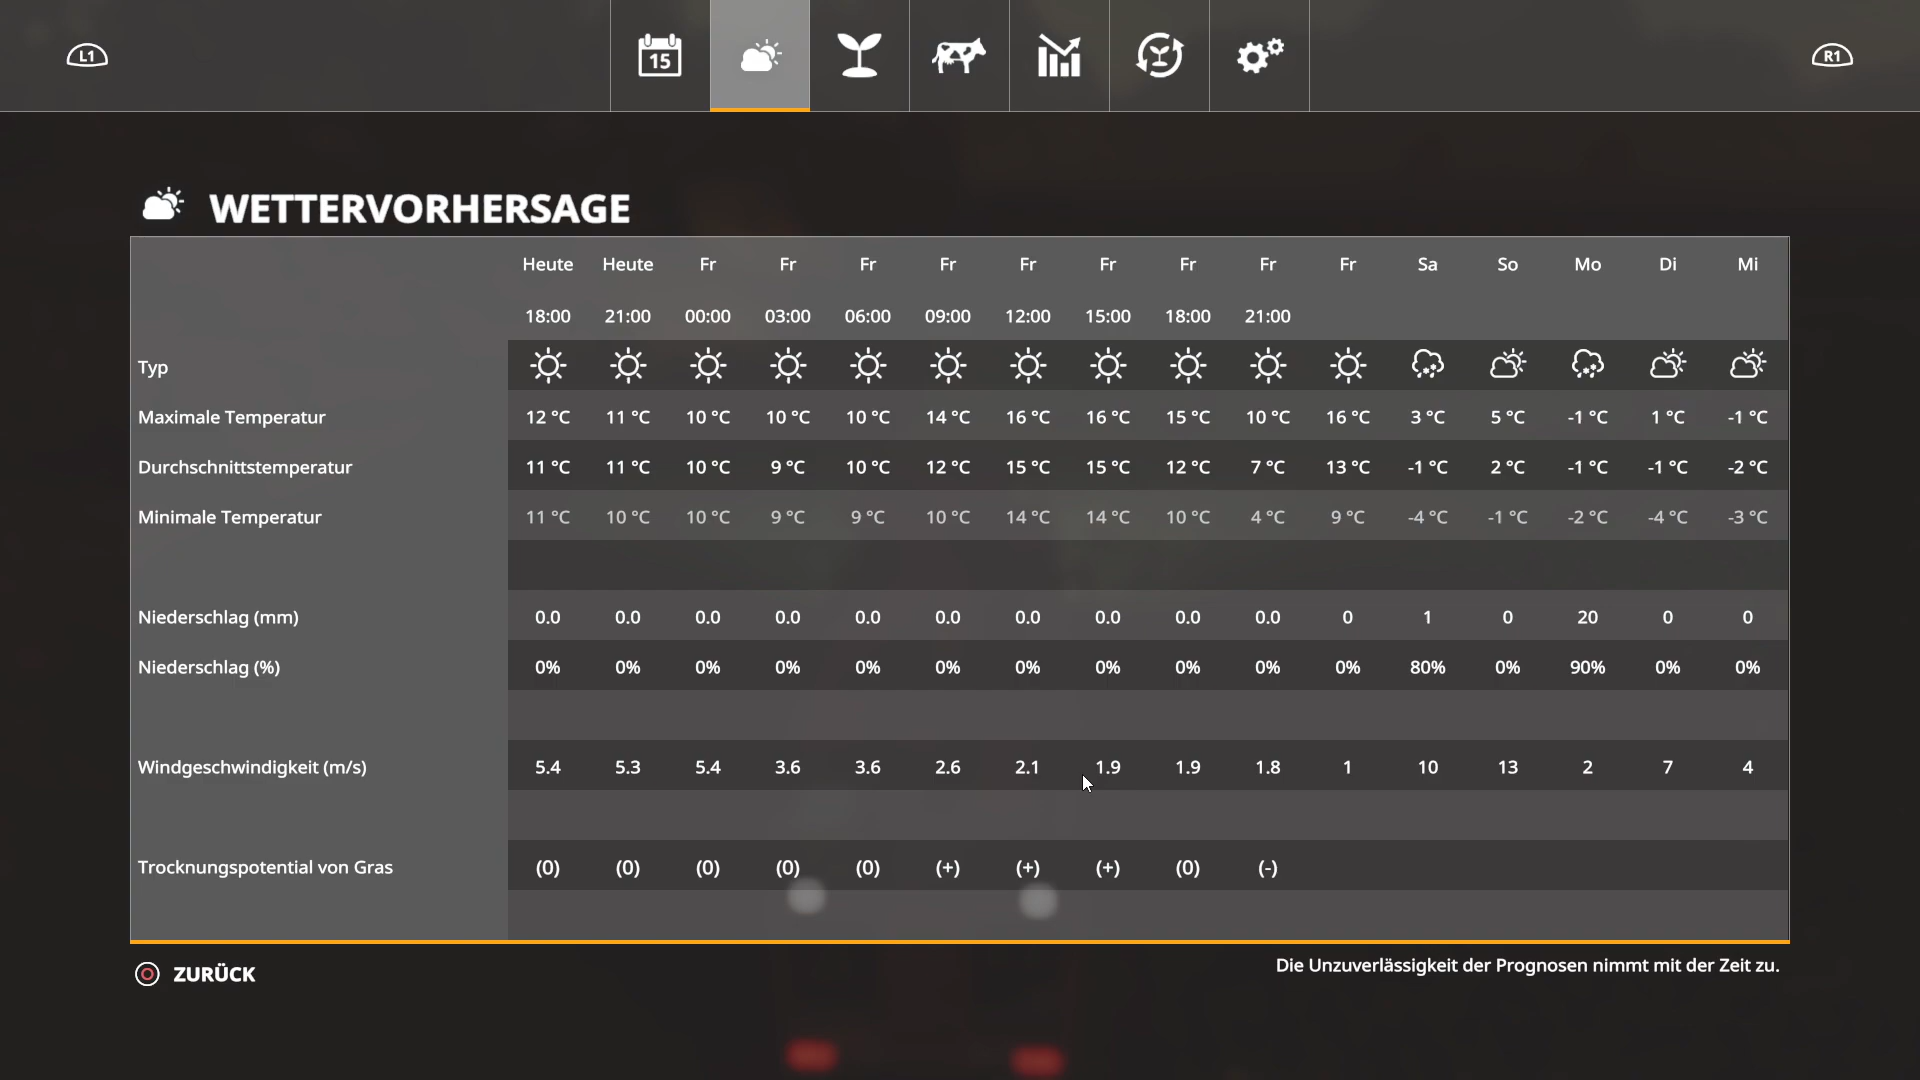 L1
15
R1
WETTERVORHERSAGE
Heute Heute Fr Fr Fr Fr Fr Fr Fr Fr Fr Sa So Mo Di Mi
18:00 21:00 00:00 03:00 06:00 09:00 12:00 15:00 18:00 21:00
Typ
Maximale Temperatur 12 °C 11 °C 10 °C 10 °C 10 °C 14 °C 16 °C 16 °C 15 °C 10 °C 16 °C 3 °C 5 °C -1 °C 1 °C -1 °C
Durchschnittstemperatur 11 °C 11 °C 10 °C 9 °C 10 °C 12 °C 15 °C 15 °C 12 °C 7 °C 13 °C -1 °C 2 °C -1 °C -1 °C -2 °C
Minimale Temperatur 11 °C 10 °C 10 °C 9 °C 9 °C 10 °C 14 °C 14 °C 10 °C 4 °C 9 °C -4 °C -1 °C -2 °C -4 °C -3 °C
Niederschlag (mm) 0.0 0.0 0.0 0.0 0.0 0.0 0.0 0.0 0.0 0.0 0 1 0 20 0 0
Niederschlag (%) 0% 0% 0% 0% 0% 0% 0% 0% 0% 0% 0% 80% 0% 90% 0% 0%
Windgeschwindigkeit (m/s) 5.4 5.3 5.4 3.6 3.6 2.6 2.1 1.9 1.9 1.8 1 10 13 2 7 4
Trocknungspotential von Gras (0) (0) (0) (0) (0) (+) (+) (+) (0) (-)
ZURÜCK
Die Unzuverlässigkeit der Prognosen nimmt mit der Zeit zu.